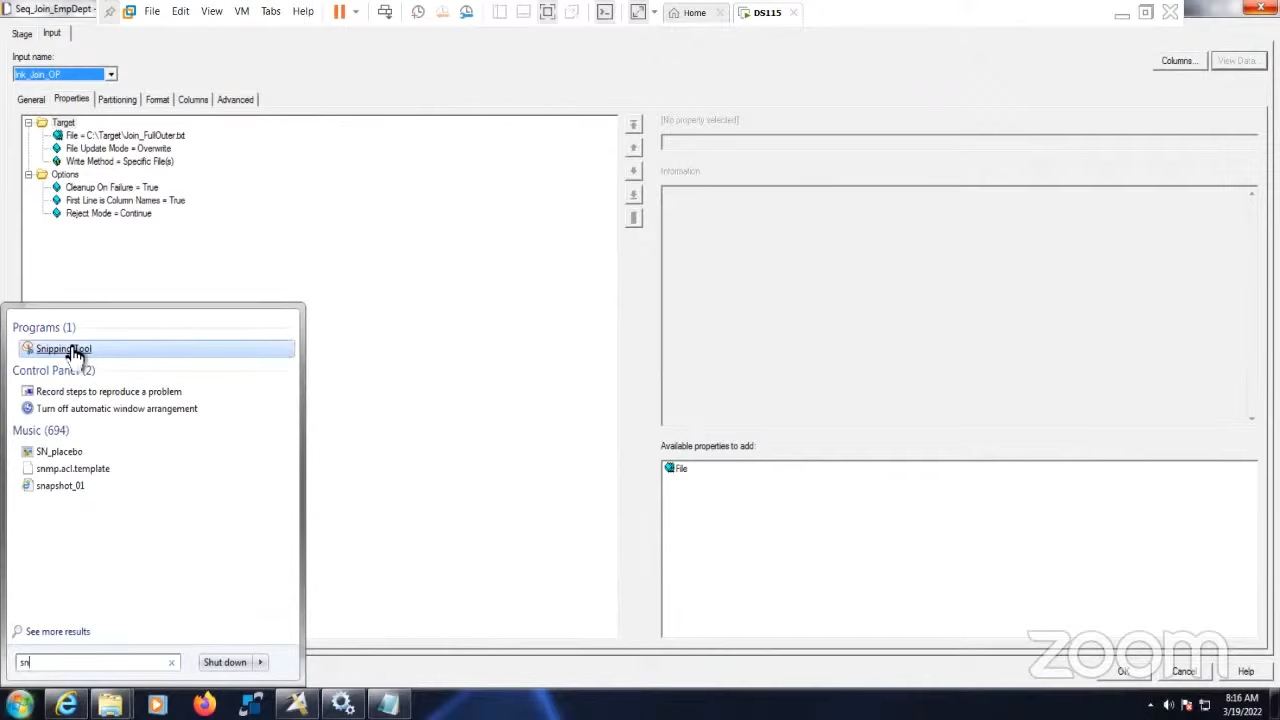 Seq_Join_EmpDept -
File Edit View VM Tabs Help
Home
DS115
Stage Input
Input name:
lnk_Join_OP
Columns... View Data...
General Properties Partitioning Format Columns Advanced
Target
File = C:\Target\Join_FullOuter.txt
File Update Mode = Overwrite
Write Method = Specific File(s)
Options
Cleanup On Failure = True
First Line is Column Names = True
Reject Mode = Continue
[No property selected]
Information
Available properties to add:
File
Programs (1)
Snipping Tool
Control Panel (2)
Record steps to reproduce a problem
Turn off automatic window arrangement
Music (694)
SN_placebo
snmp.acl.template
snapshot_01
See more results
sn
Shut down
OK Cancel Help
zoom
8:16 AM
3/19/2022